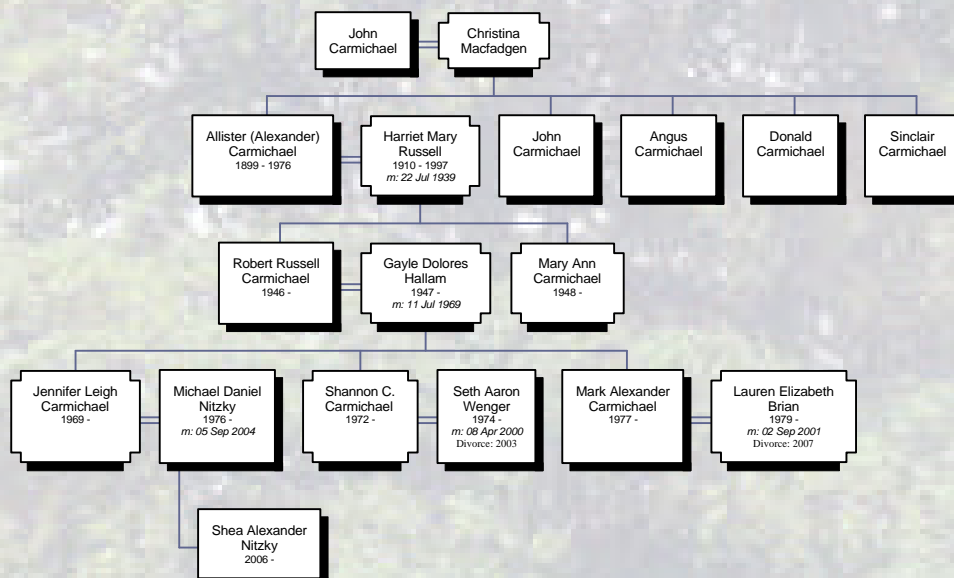 John
Carmichael
Christina
Macfadgen
Allister (Alexander)
Carmichael
1899 - 1976
Harriet Mary
Russell
1910 - 1997
m: 22 Jul 1939
John
Carmichael
Angus
Carmichael
Donald
Carmichael
Sinclair
Carmichael
Robert Russell
Carmichael
1946 -
Gayle Dolores
Hallam
1947 -
m: 11 Jul 1969
Mary Ann
Carmichael
1948 -
Jennifer Leigh
Carmichael
1969 -
Michael Daniel
Nitzky
1976 -
m: 05 Sep 2004
Shannon C.
Carmichael
1972 -
Seth Aaron
Wenger
1974 -
m: 08 Apr 2000
Divorce: 2003
Mark Alexander
Carmichael
1977 -
Lauren Elizabeth
Brian
1979 -
m: 02 Sep 2001
Divorce: 2007
Shea Alexander
Nitzky
2006 -